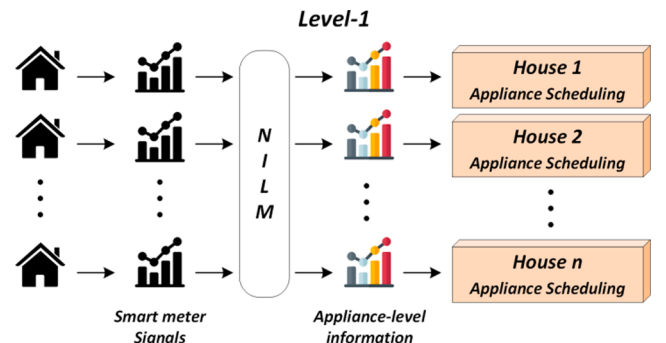 Level-1
House 1
Appliance Scheduling
House 2
Appliance Scheduling
N
I
L
M
House n
Appliance Scheduling
Smart meter
Signals
Appliance-level
information